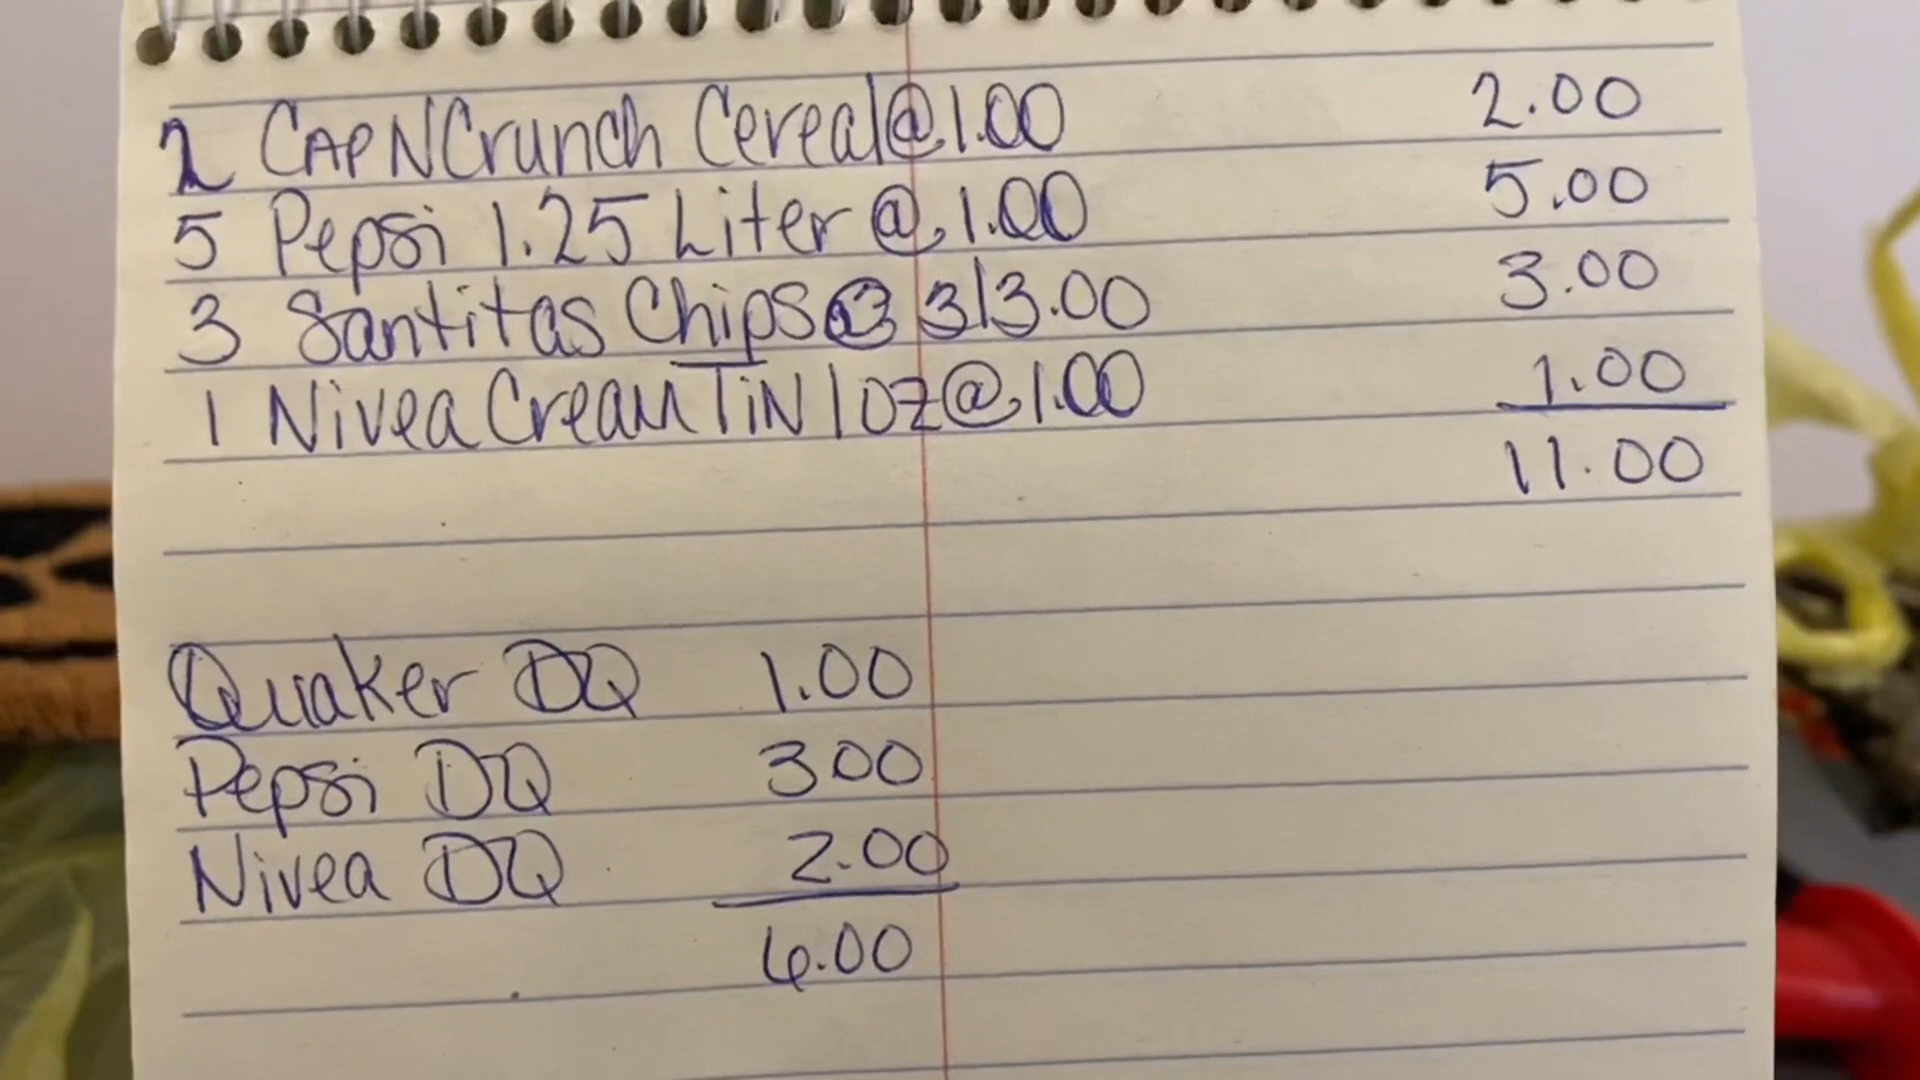 2 CAPNCrunch Cereal@1.00 2.00
5 Pepsi 1.25 Liter @ 1.00 5.00
3 Santitas Chips@ 3/3.00 3.00
1 Nivea Cream TiN 1 oz @ 1.00 1.00
11.00
Quaker DQ 1.00
Pepsi DQ 3 00
Nivea DQ 2.00
6.00